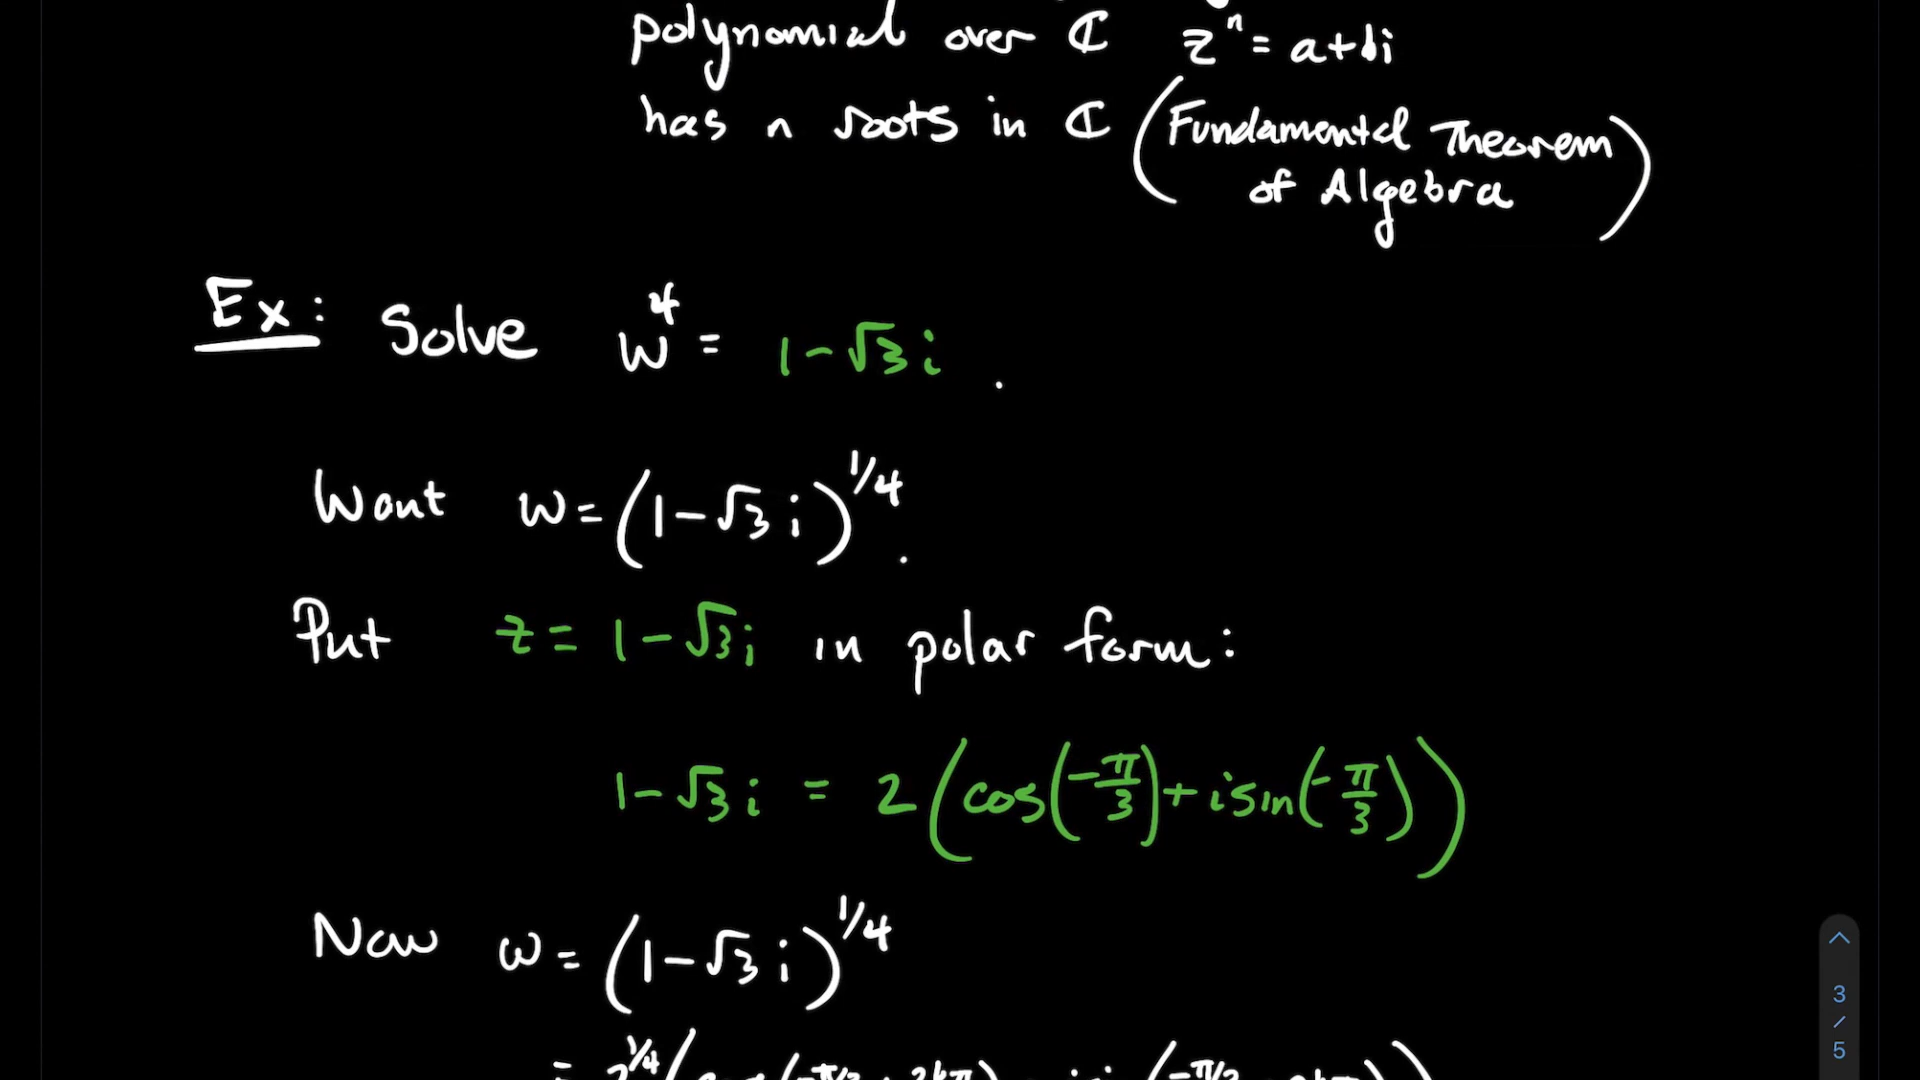 polynomial over ℂ zⁿ = a+bi
has n roots in ℂ (Fundamental Theorem
of Algebra)
Ex: Solve w⁴ = 1-√3 i .
Want w = (1-√3 i)^1/4 .
Put z = 1-√3 i in polar form:
1-√3 i = 2(cos(-π/3)+isin(-π/3))
Now w = (1-√3 i)^1/4
3
/
5